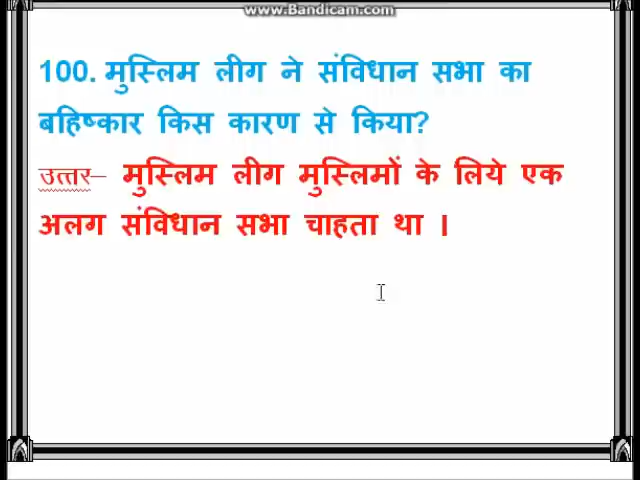 www.Bandicam.com
100. मुस्लिम लीग ने संविधान सभा का
बहिष्कार किस कारण से किया?
उत्तर– मुस्लिम लीग मुस्लिमों के लिये एक
अलग संविधान सभा चाहता था ।